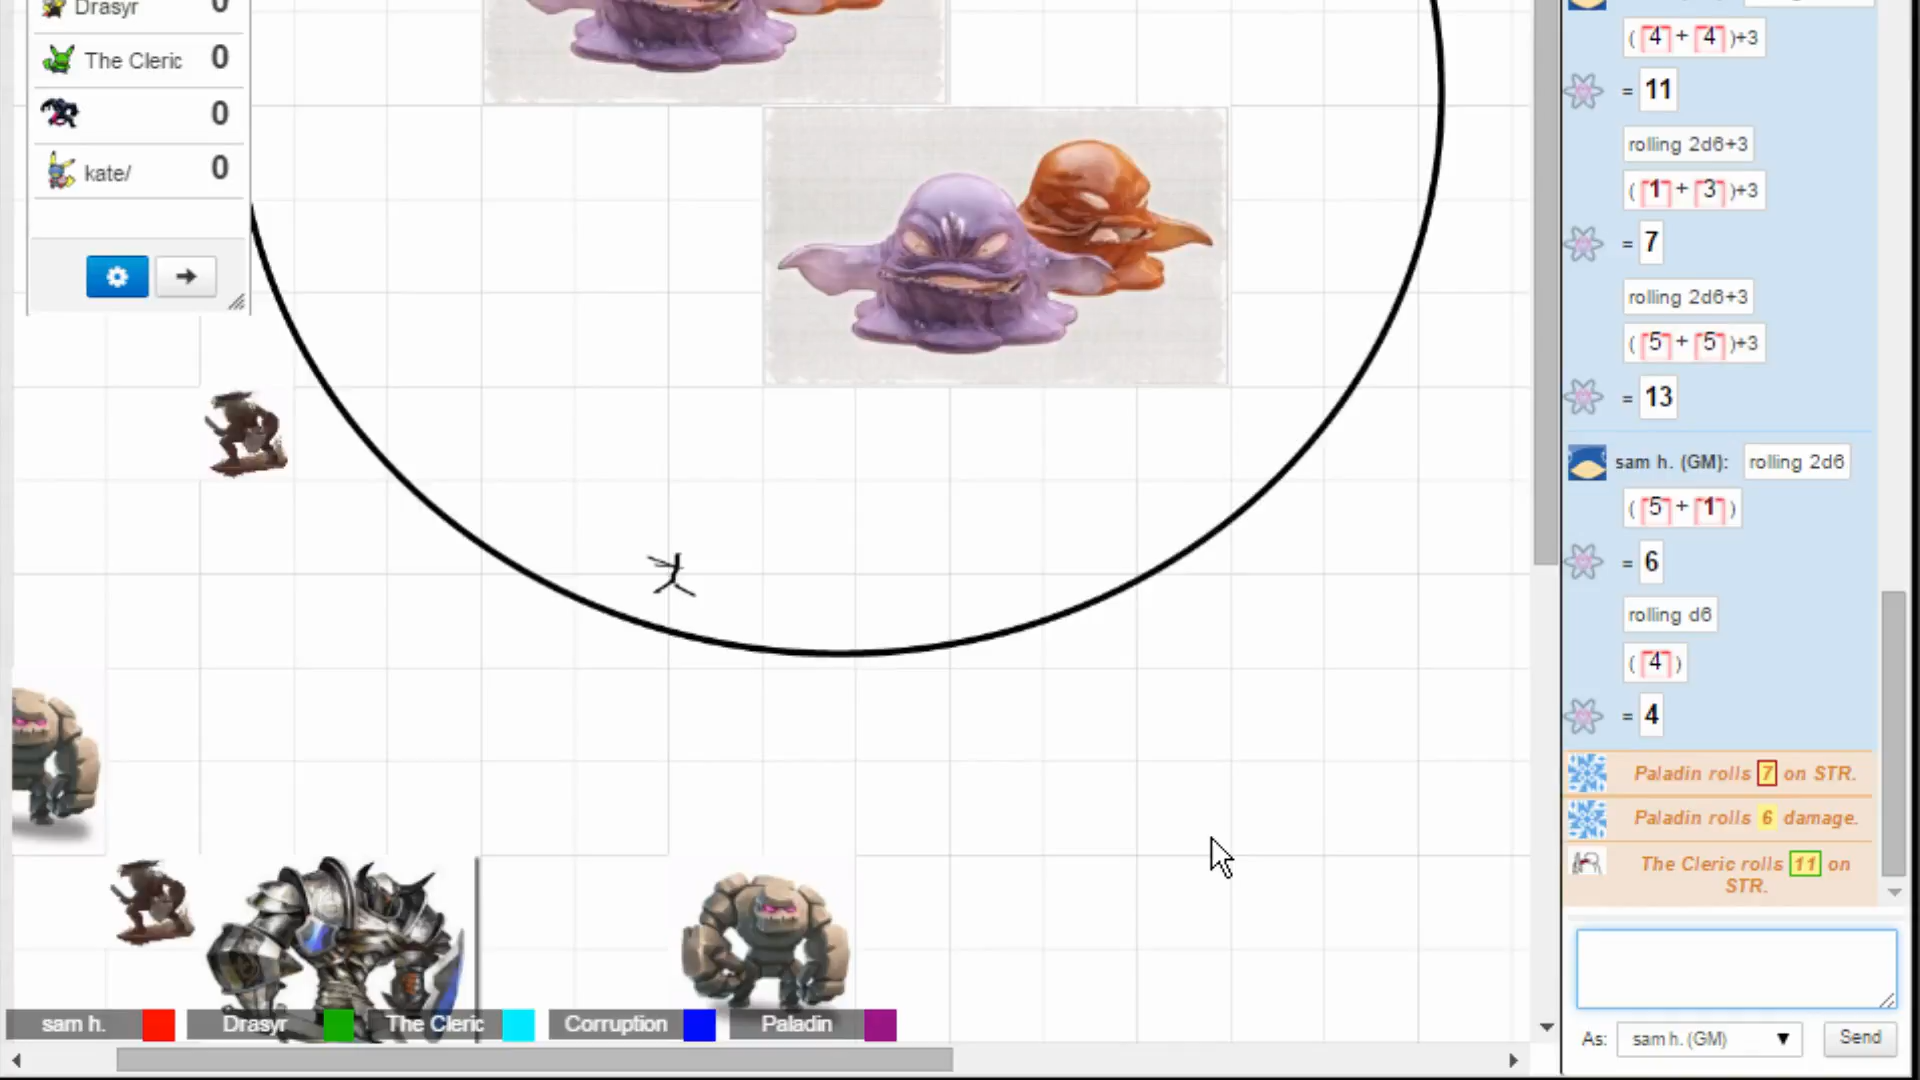 Drasyr 0
The Cleric 0
0
kate/ 0
( 4 + 4 )+3
= 11
rolling 2d6+3
( 1 + 3 )+3
= 7
rolling 2d6+3
( 5 + 5 )+3
= 13
sam h. (GM): rolling 2d6
( 5 + 1 )
= 6
rolling d6
( 4 )
= 4
Paladin rolls 7 on STR.
Paladin rolls 6 damage.
The Cleric rolls 11 on
STR.
As: sam h. (GM) Send
sam h. Drasyr The Cleric Corruption Paladin